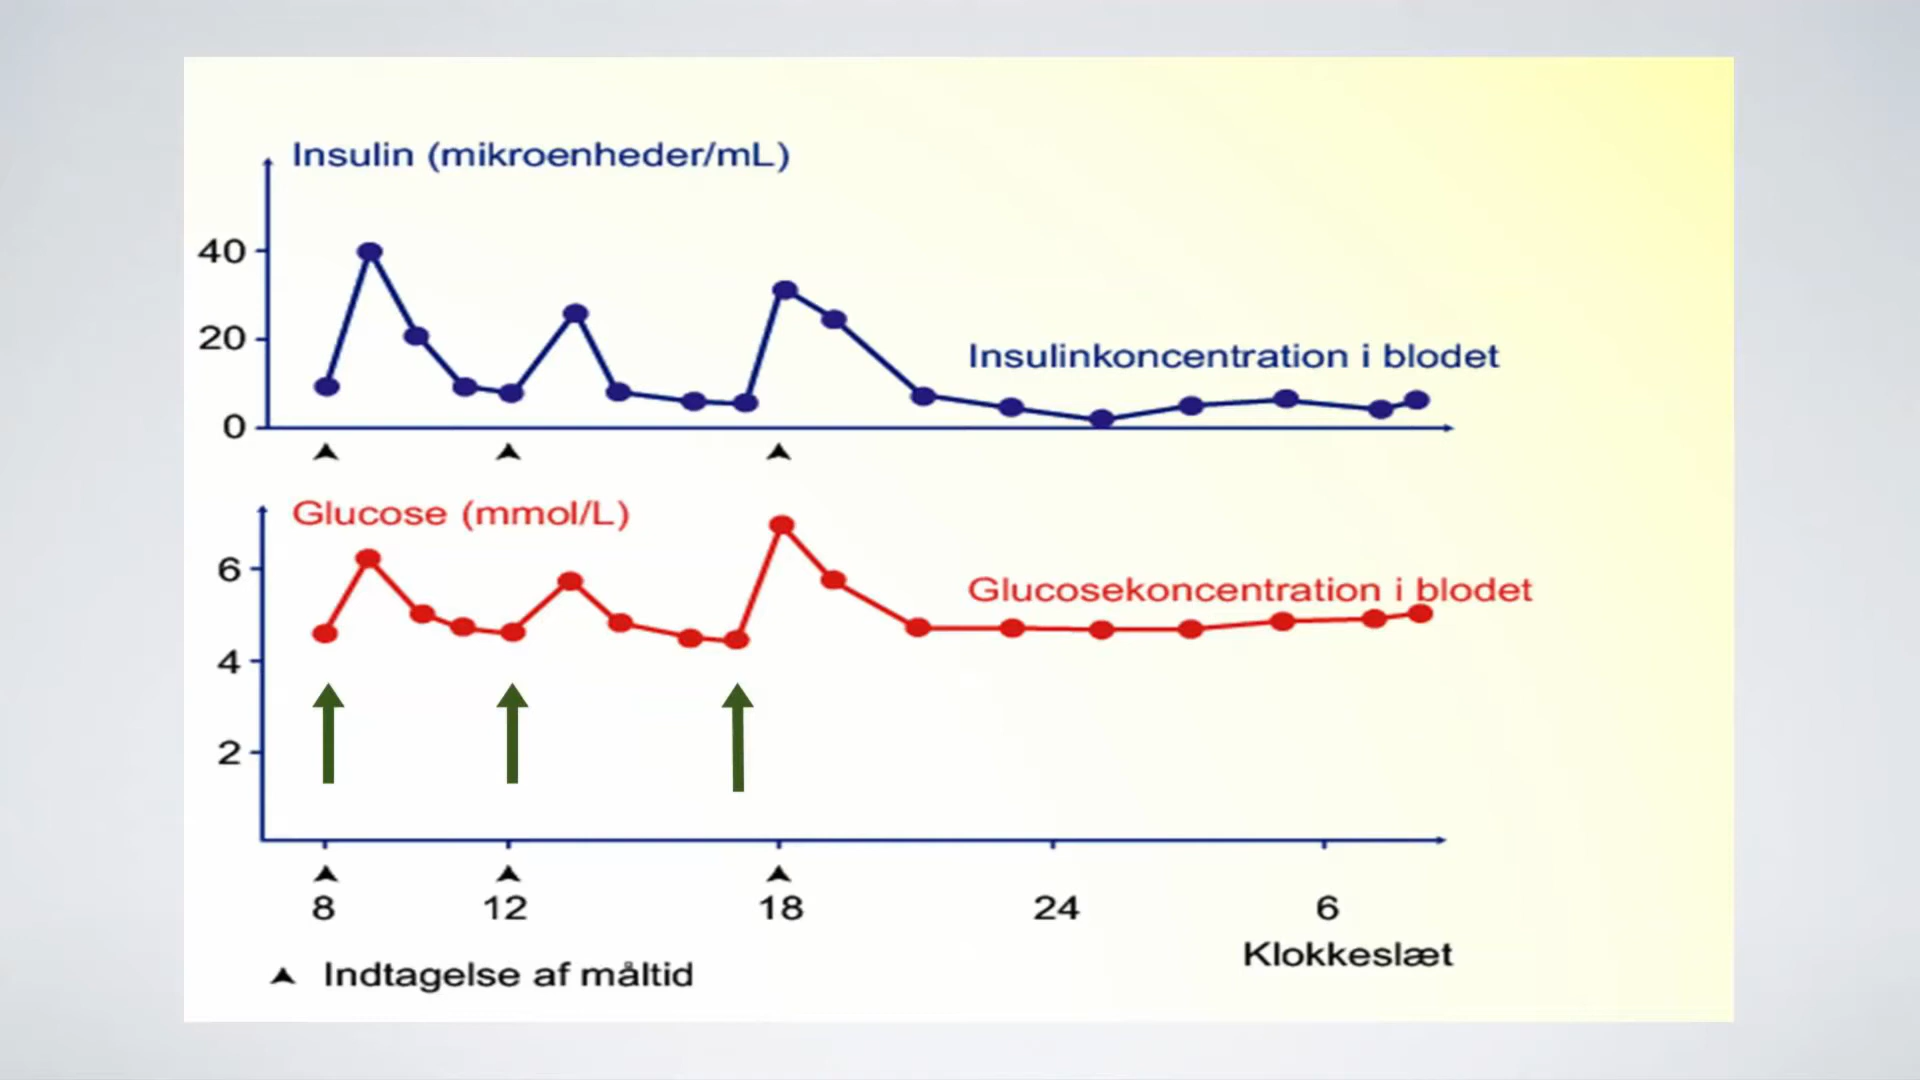 Insulin (mikroenheder/mL)
40
20
0
Insulinkoncentration i blodet
Glucose (mmol/L)
6
4
2
Glucosekoncentration i blodet
8 12 18 24 6
Klokkeslæt
Indtagelse af måltid